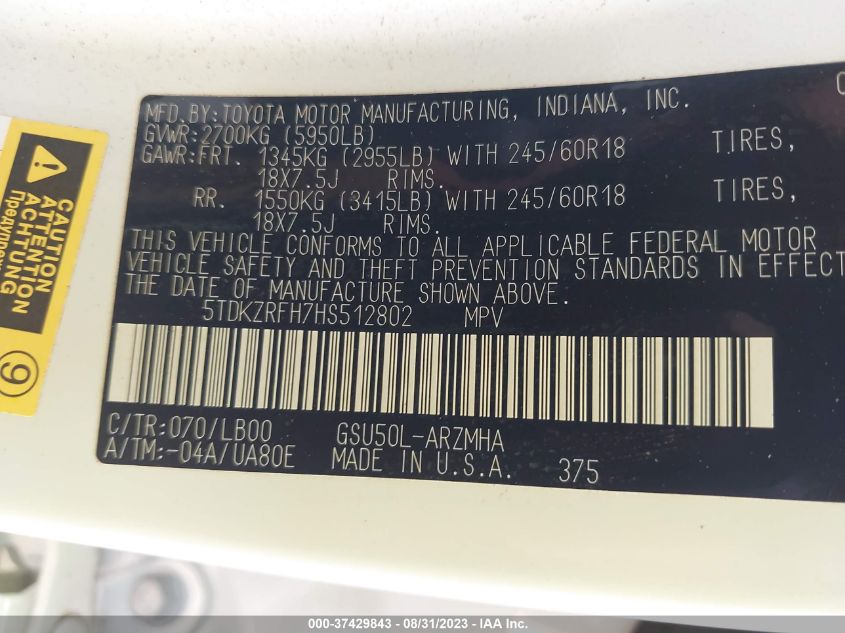 MFD. BY: TOYOTA MOTOR MANUFACTURING, INDIANA, INC.
GVWR: 2700KG (5950LB)
GAWR: FRT. 1345KG (2955LB) WITH 245/60R18 TIRES,
18X7.5J RIMS.
RR. 1550KG (3415LB) WITH 245/60R18 TIRES,
18X7.5J RIMS.
THIS VEHICLE CONFORMS TO ALL APPLICABLE FEDERAL MOTOR
VEHICLE SAFETY AND THEFT PREVENTION STANDARDS IN EFFECT
THE DATE OF MANUFACTURE SHOWN ABOVE.
5TDKZRFH7HS512802 MPV
C/TR: 070/LB00 GSU50L-ARZMHA
A/TM: -04A/UA80E MADE IN U.S.A. 375
CAUTION
ATTENTION
ACHTUNG
9
000-37429843 - 08/31/2023 - IAA Inc.